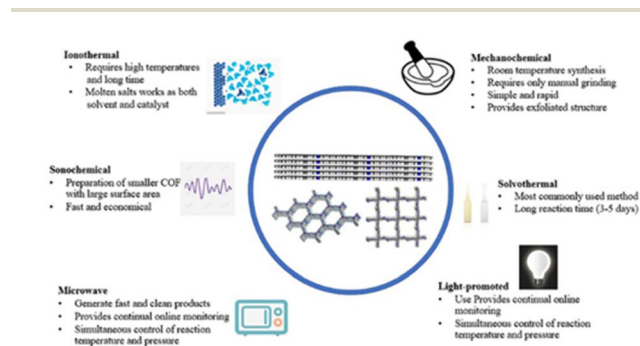 Ionothermal
• Requires high temperatures
and long time
• Molten salts works as both
solvent and catalyst
Sonochemical
• Preparation of smaller COF
with large surface area
• Fast and economical
Microwave
• Generate fast and clean products
• Provides continual online monitoring
• Simultaneous control of reaction
temperature and pressure
Mechanochemical
• Room temperature synthesis
• Requires only manual grinding
• Simple and rapid
• Provides exfoliated structure
Solvothermal
• Most commonly used method
• Long reaction time (3-5 days)
Light-promoted
• Use Provides continual online
monitoring
• Simultaneous control of reaction
temperature and pressure